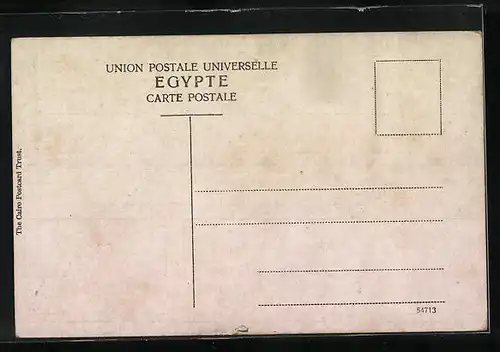 UNION POSTALE UNIVERSELLE
EGYPTE
CARTE POSTALE
The Cairo Postcard Trust.
54713